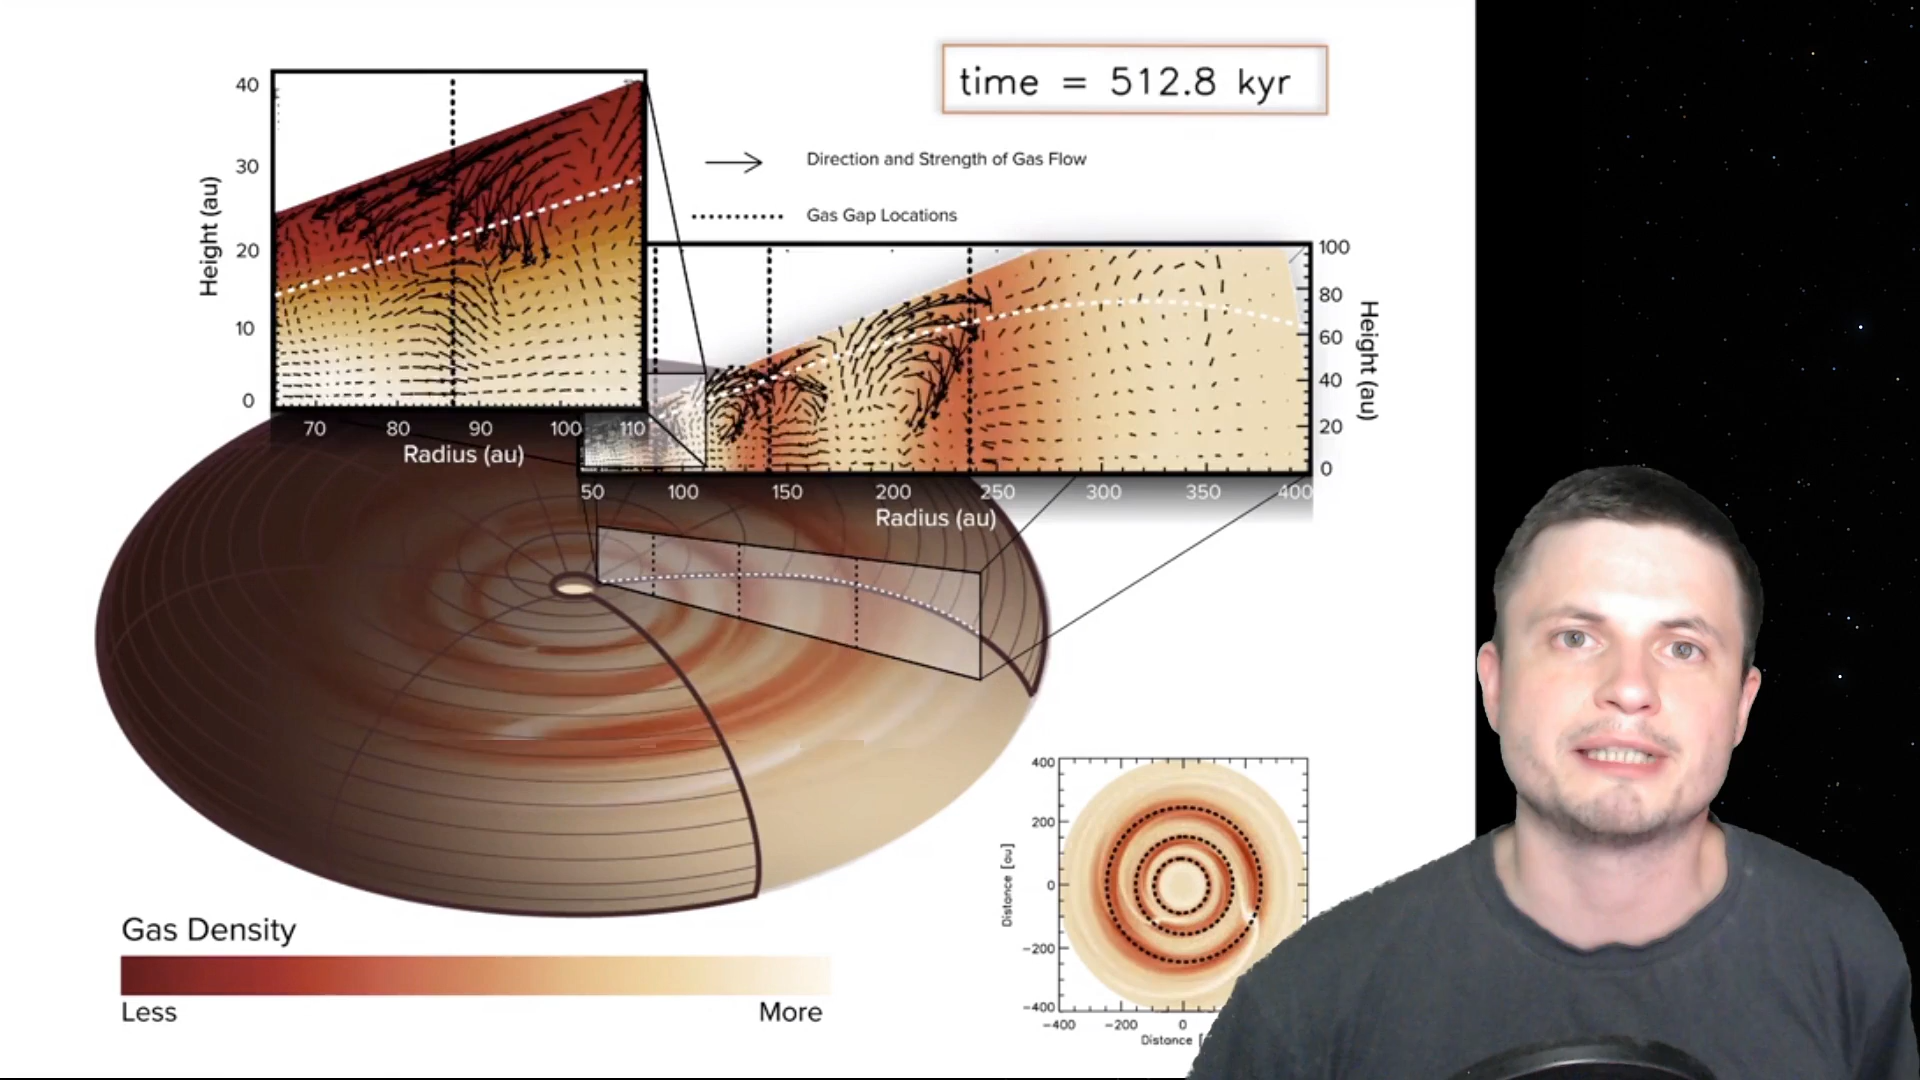 time = 512.8 kyr
Direction and Strength of Gas Flow
Gas Gap Locations
40
30
20
10
0
Height (au)
70 80 90 100 110
Radius (au)
100
80
60
40
20
0
Height (au)
50 100 150 200 250 300 350 400
Radius (au)
Gas Density
Less More
400
200
0
-200
-400
Distance [au]
-400 -200 0
Distance [